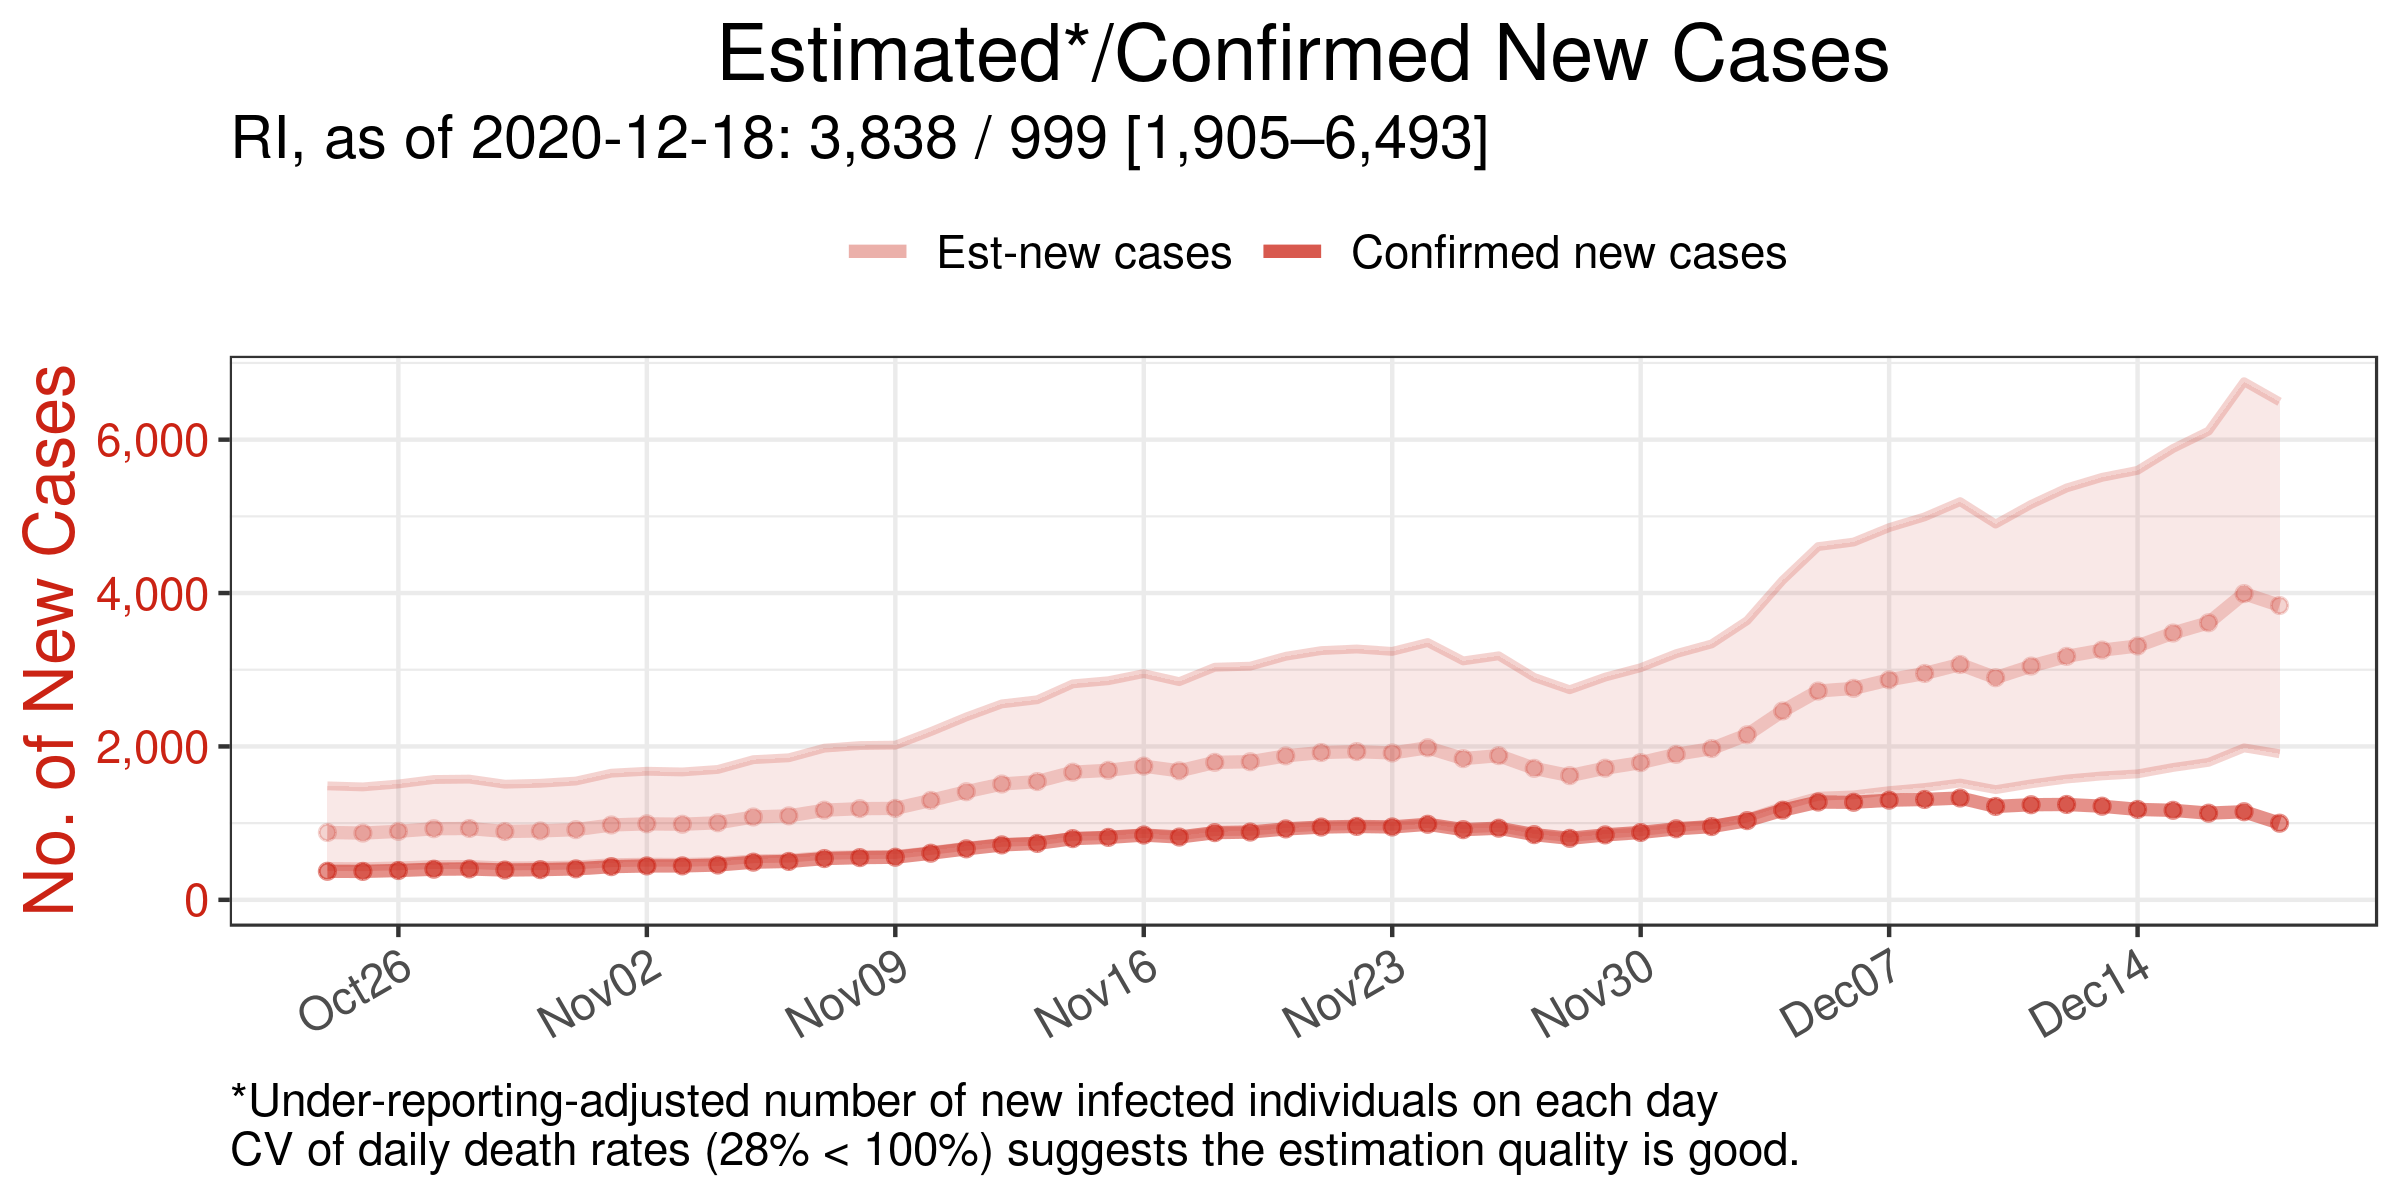 Estimated*/Confirmed New Cases
RI, as of 2020-12-18: 3,838 / 999 [1,905–6,493]
Est-new cases
Confirmed new cases
No. of New Cases
6,000
4,000
2,000
0
Oct26
Nov02
Nov09
Nov16
Nov23
Nov30
Dec07
Dec14
*Under-reporting-adjusted number of new infected individuals on each day
CV of daily death rates (28% < 100%) suggests the estimation quality is good.